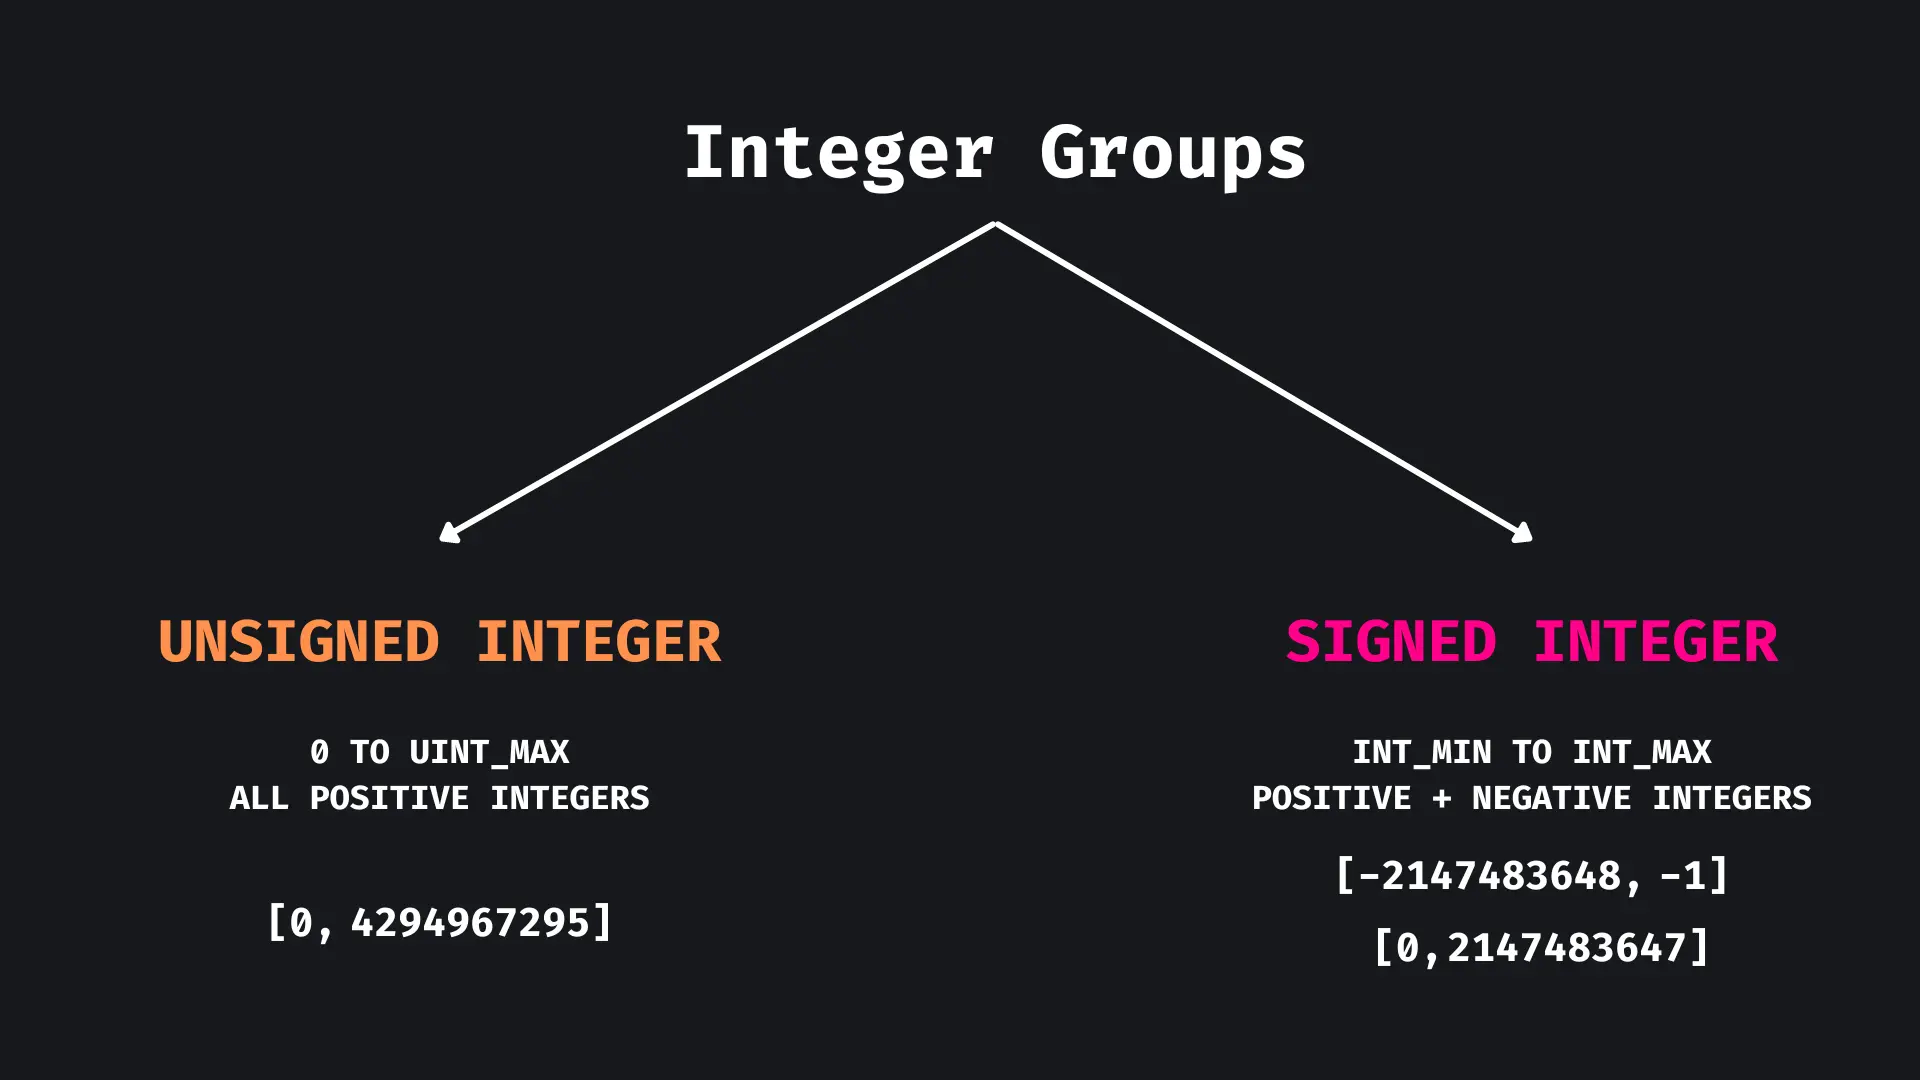 Integer Groups
UNSIGNED INTEGER
0 TO UINT_MAX
ALL POSITIVE INTEGERS
[0, 4294967295]
SIGNED INTEGER
INT_MIN TO INT_MAX
POSITIVE + NEGATIVE INTEGERS
[-2147483648, -1]
[0,2147483647]